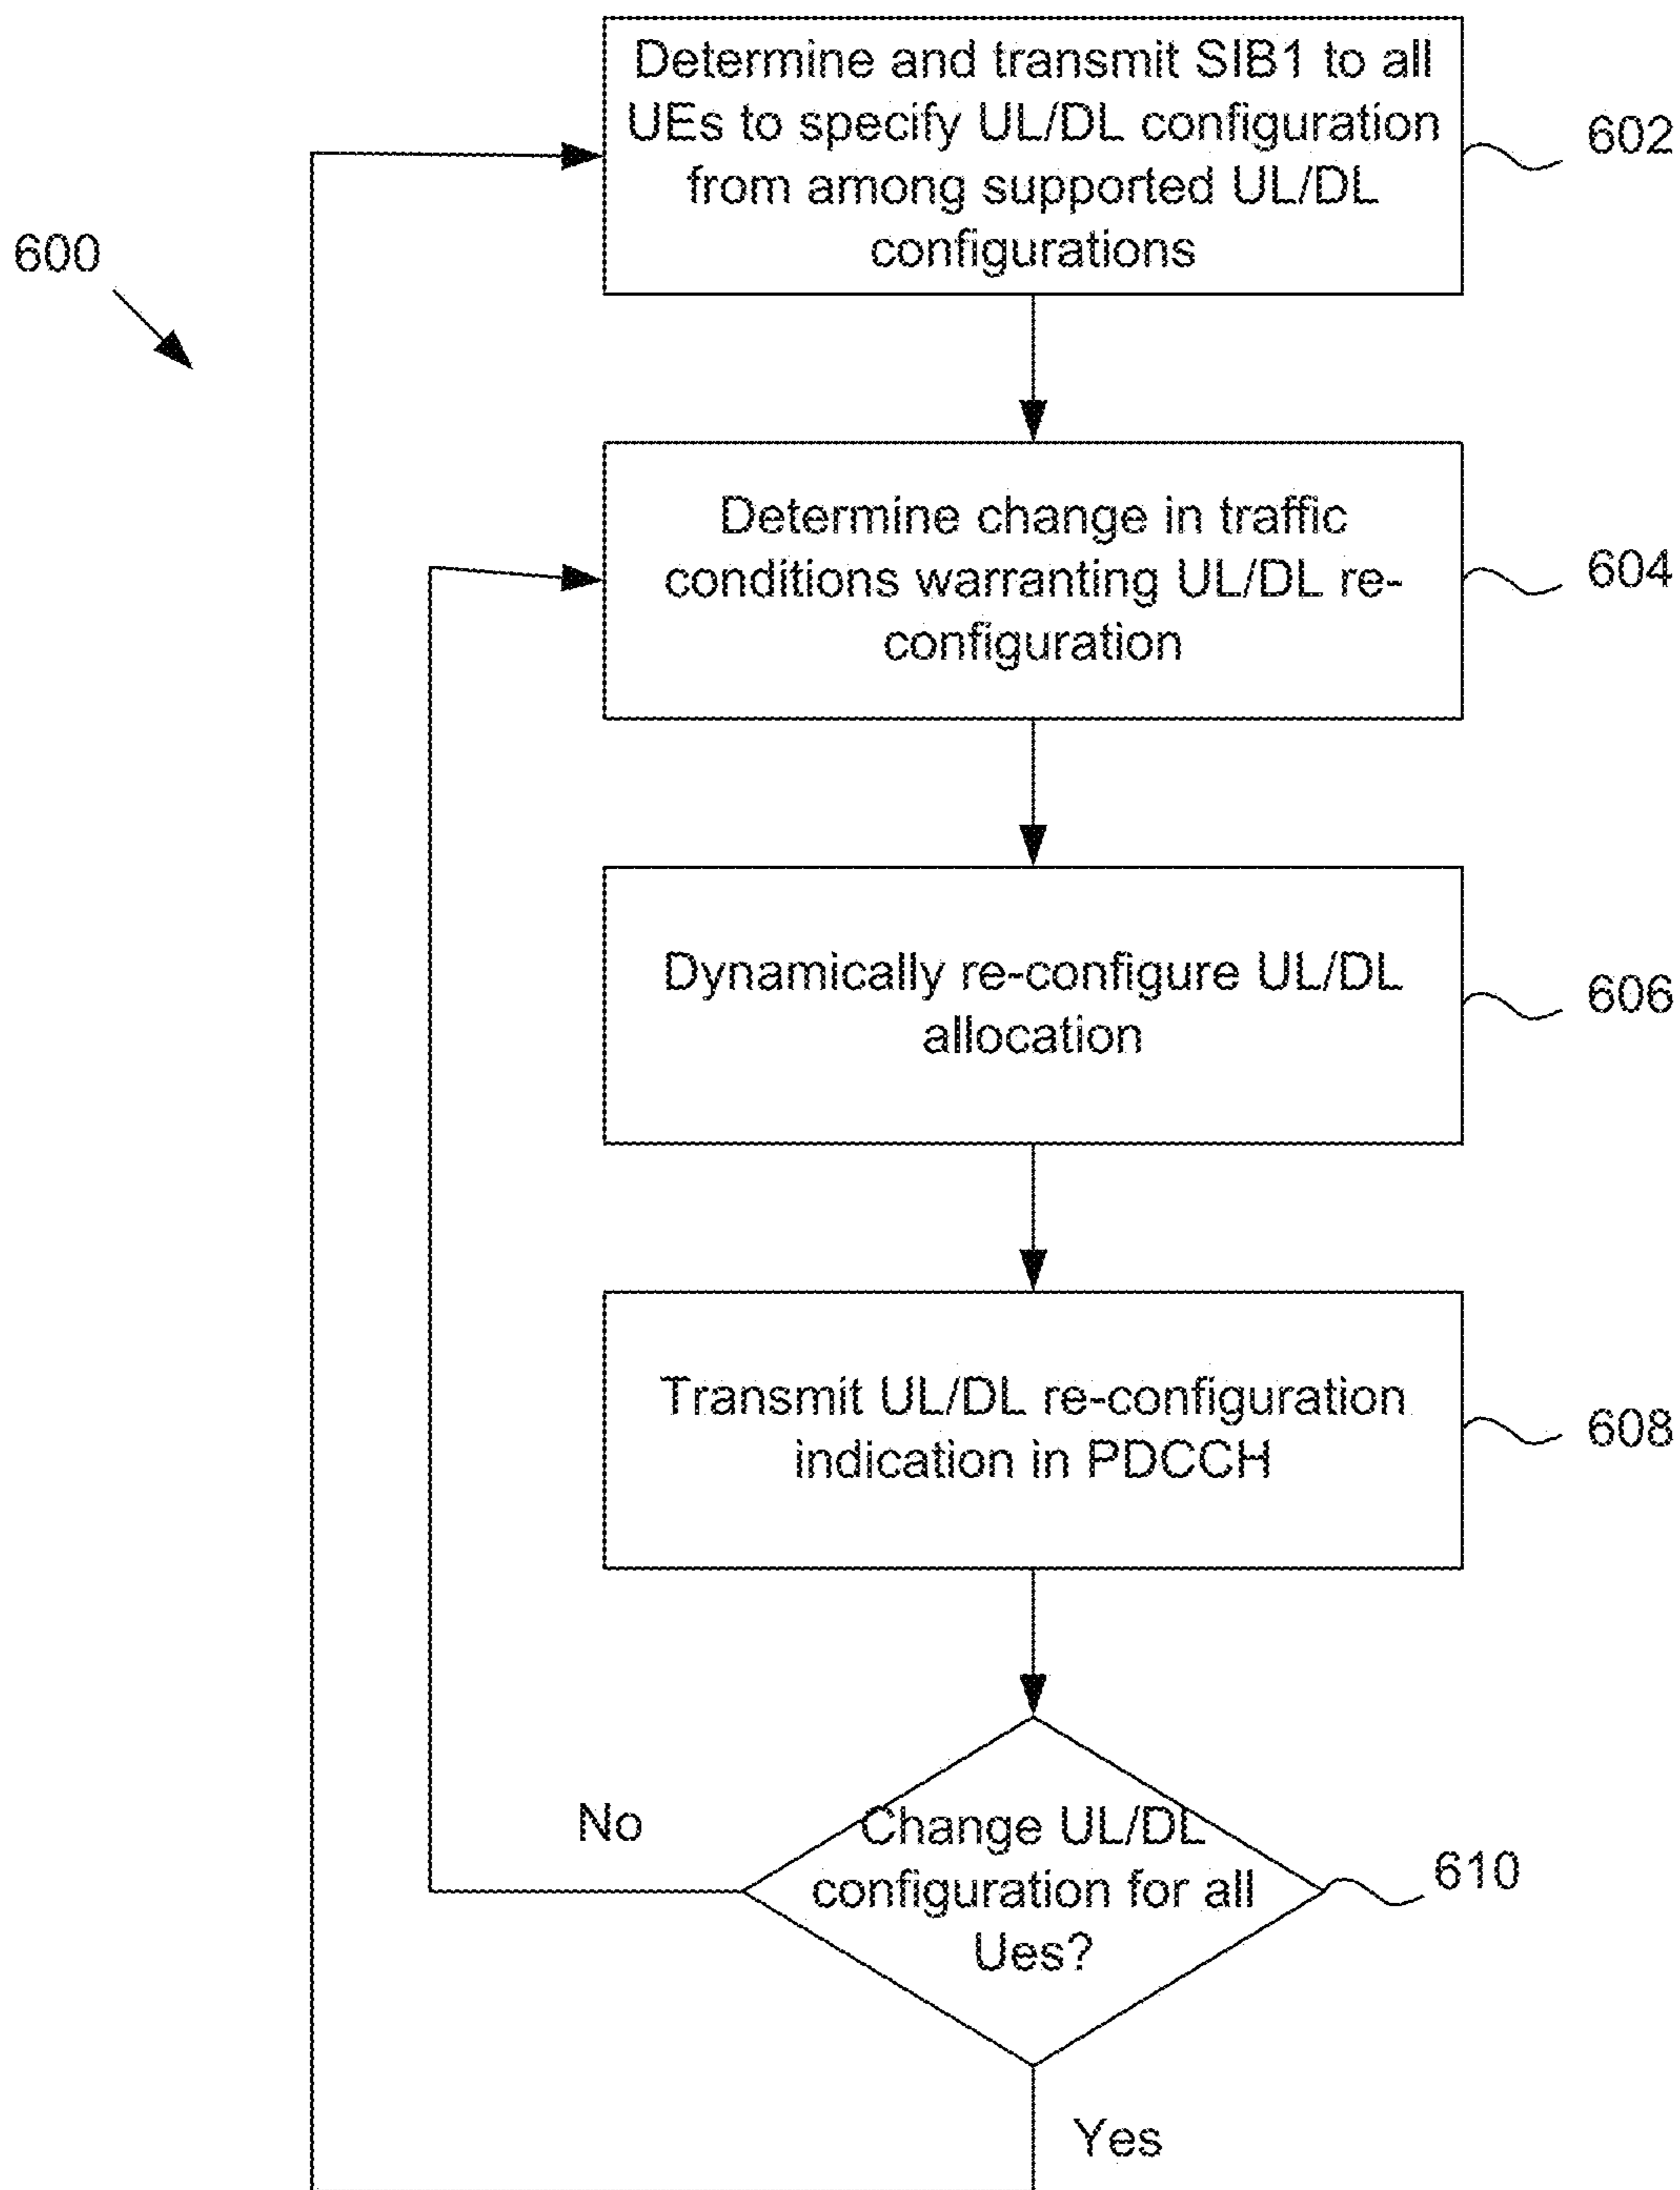 Determine and transmit SIB1 to all
UEs to specify UL/DL configuration
from among supported UL/DL
configurations
602
600
Determine change in traffic
conditions warranting UL/DL re-
configuration
604
Dynamically re-configure UL/DL
allocation
606
Transmit UL/DL re-configuration
indication in PDCCH
608
No
Change UL/DL
configuration for all
Ues?
610
Yes